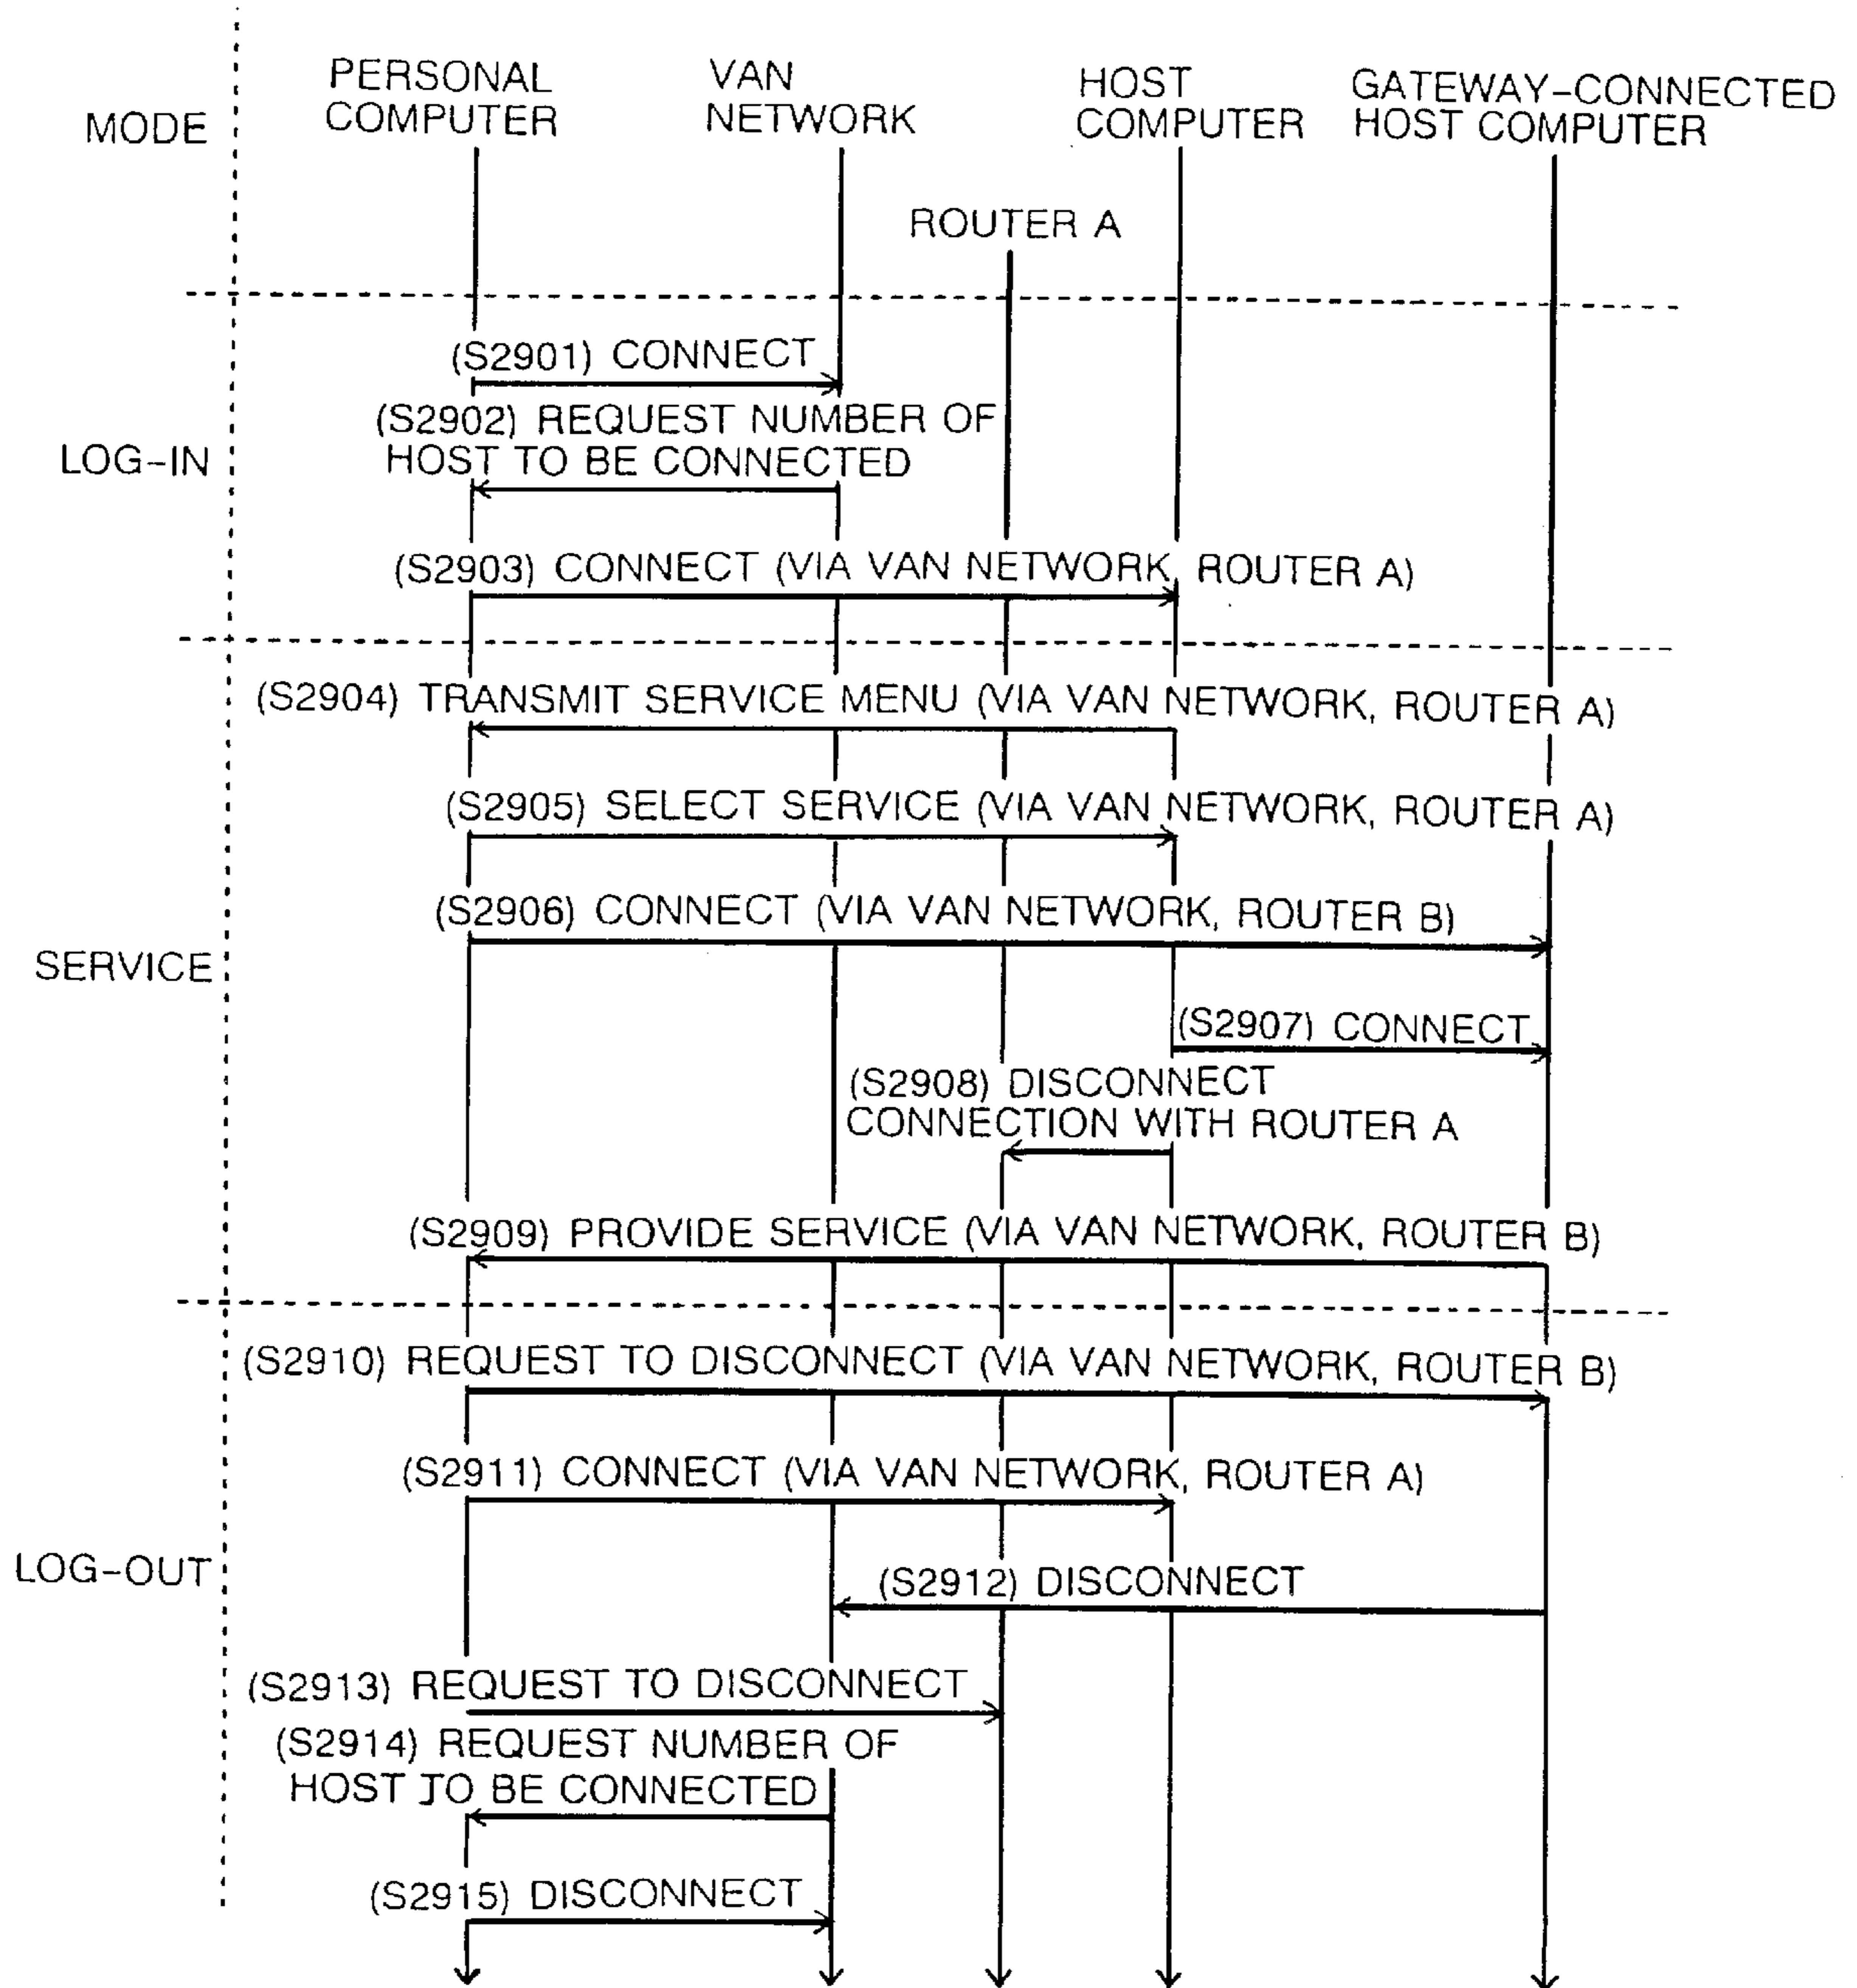 MODE
PERSONAL
COMPUTER
VAN
NETWORK
HOST
COMPUTER
GATEWAY-CONNECTED
HOST COMPUTER
ROUTER A
LOG-IN
(S2901) CONNECT
(S2902) REQUEST NUMBER OF
HOST TO BE CONNECTED
(S2903) CONNECT (VIA VAN NETWORK, ROUTER A)
SERVICE
(S2904) TRANSMIT SERVICE MENU (VIA VAN NETWORK, ROUTER A)
(S2905) SELECT SERVICE (VIA VAN NETWORK, ROUTER A)
(S2906) CONNECT (VIA VAN NETWORK, ROUTER B)
(S2907) CONNECT
(S2908) DISCONNECT
CONNECTION WITH ROUTER A
(S2909) PROVIDE SERVICE (VIA VAN NETWORK, ROUTER B)
LOG-OUT
(S2910) REQUEST TO DISCONNECT (VIA VAN NETWORK, ROUTER B)
(S2911) CONNECT (VIA VAN NETWORK, ROUTER A)
(S2912) DISCONNECT
(S2913) REQUEST TO DISCONNECT
(S2914) REQUEST NUMBER OF
HOST TO BE CONNECTED
(S2915) DISCONNECT